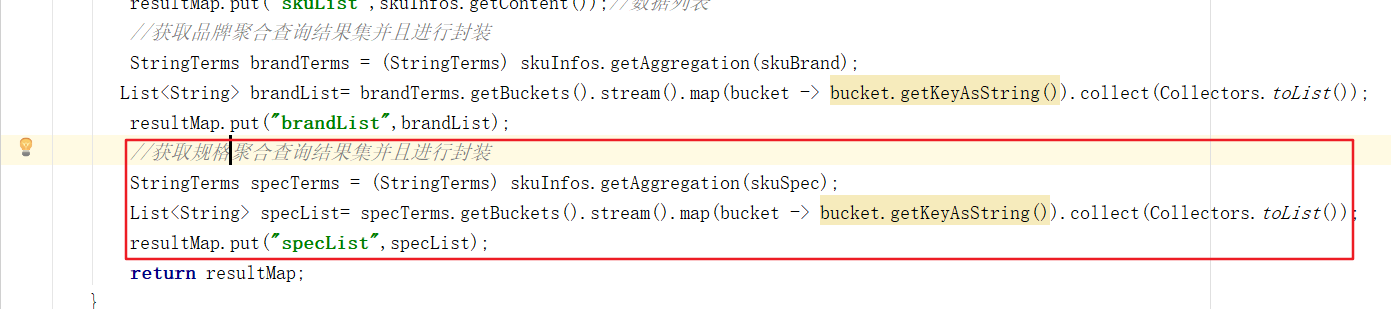 resultMap.put("skuList",skuInfos.getContent());//数据列表
//获取品牌聚合查询结果集并且进行封装
StringTerms brandTerms = (StringTerms) skuInfos.getAggregation(skuBrand);
List<String> brandList= brandTerms.getBuckets().stream().map(bucket -> bucket.getKeyAsString()).collect(Collectors.toList());
resultMap.put("brandList",brandList);
//获取规格聚合查询结果集并且进行封装
StringTerms specTerms = (StringTerms) skuInfos.getAggregation(skuSpec);
List<String> specList= specTerms.getBuckets().stream().map(bucket -> bucket.getKeyAsString()).collect(Collectors.toList());
resultMap.put("specList",specList);
return resultMap;
}